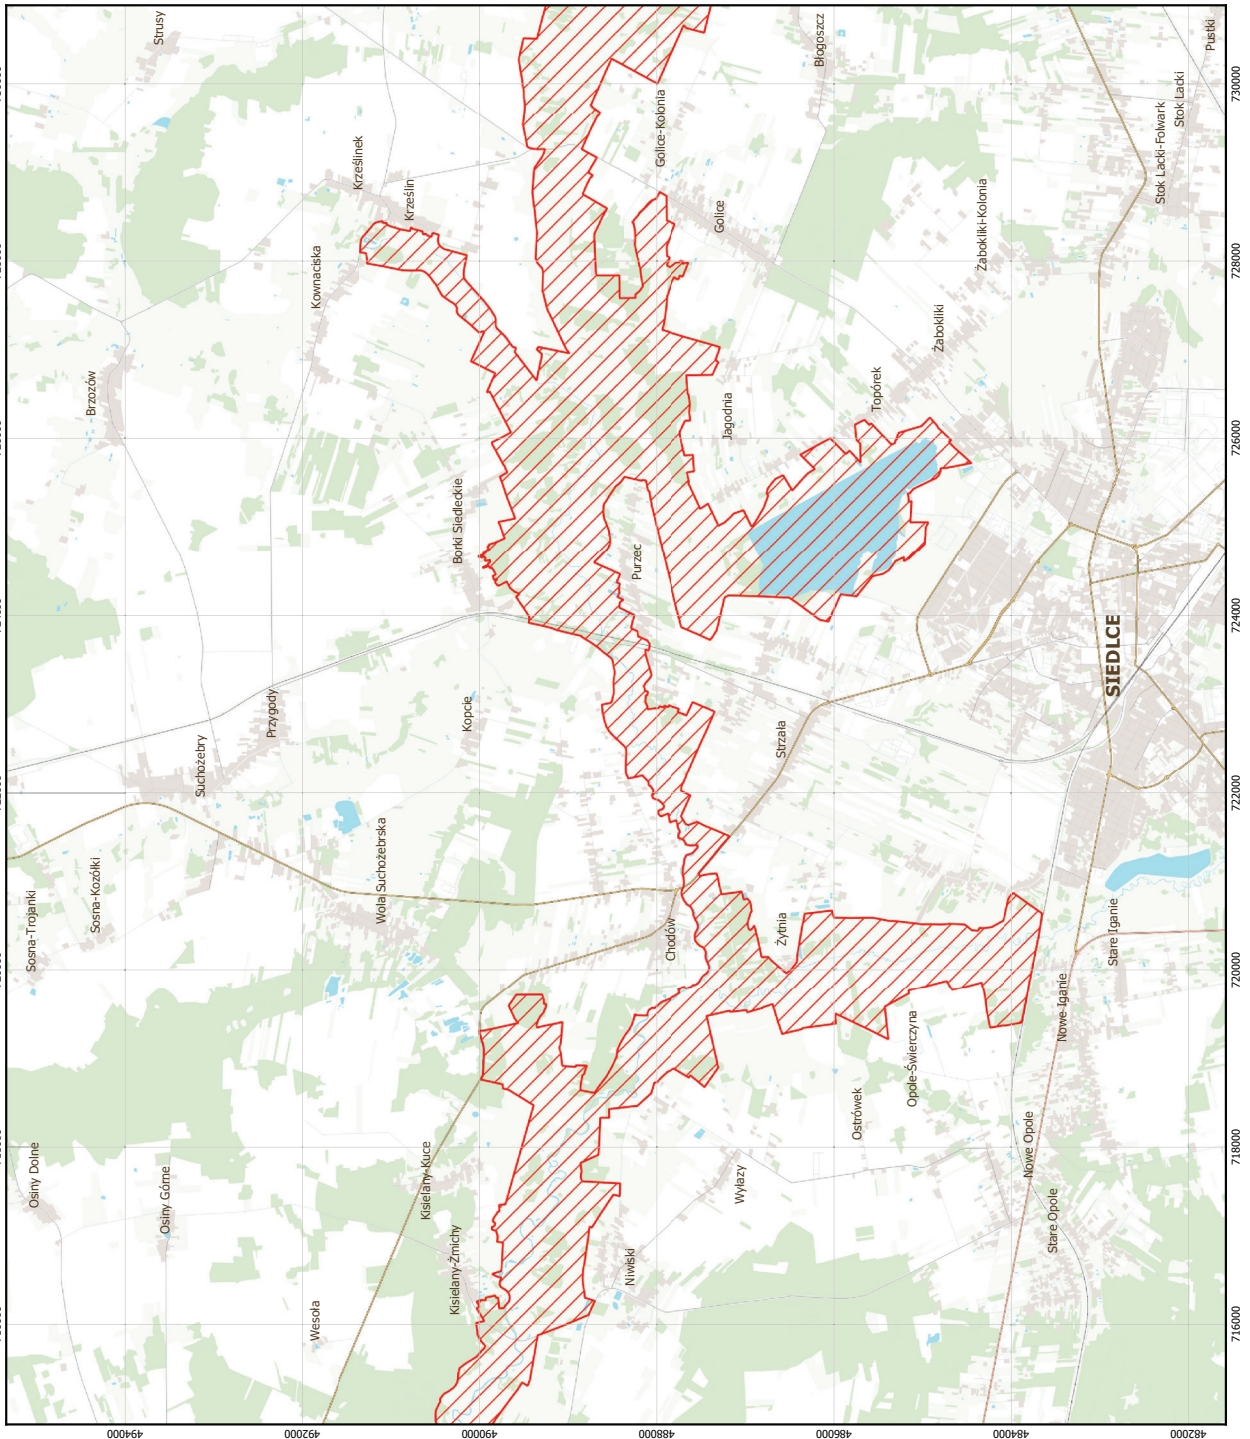 Strusy
Błogoszcz
Pustki
Stok Lacki
Stok Lacki-Folwark
Golice-Kolonia
Golice
Krześlinek
Krześlin
Kownaciska
Żabokliki-Kolonia
Żabokliki
Topórek
Jagodnia
Brzozów
Borki Siedleckie
Purzec
SIEDLCE
Przygody
Suchożebry
Kopcie
Strzała
Wola Suchożebrska
Sosna-Kozółki
Sosna-Trojanki
Chodów
Żytnia
Stare Iganie
Nowe Iganie
Opole-Świerczyna
Ostrówek
Osiny Dolne
Osiny Górne
Kisielany-Kuce
Kisielany-Żmichy
Wesoła
Niwiski
Wyłazy
Nowe Opole
Stare Opole
730000
728000
726000
724000
722000
720000
718000
716000
494000
492000
490000
488000
486000
484000
482000